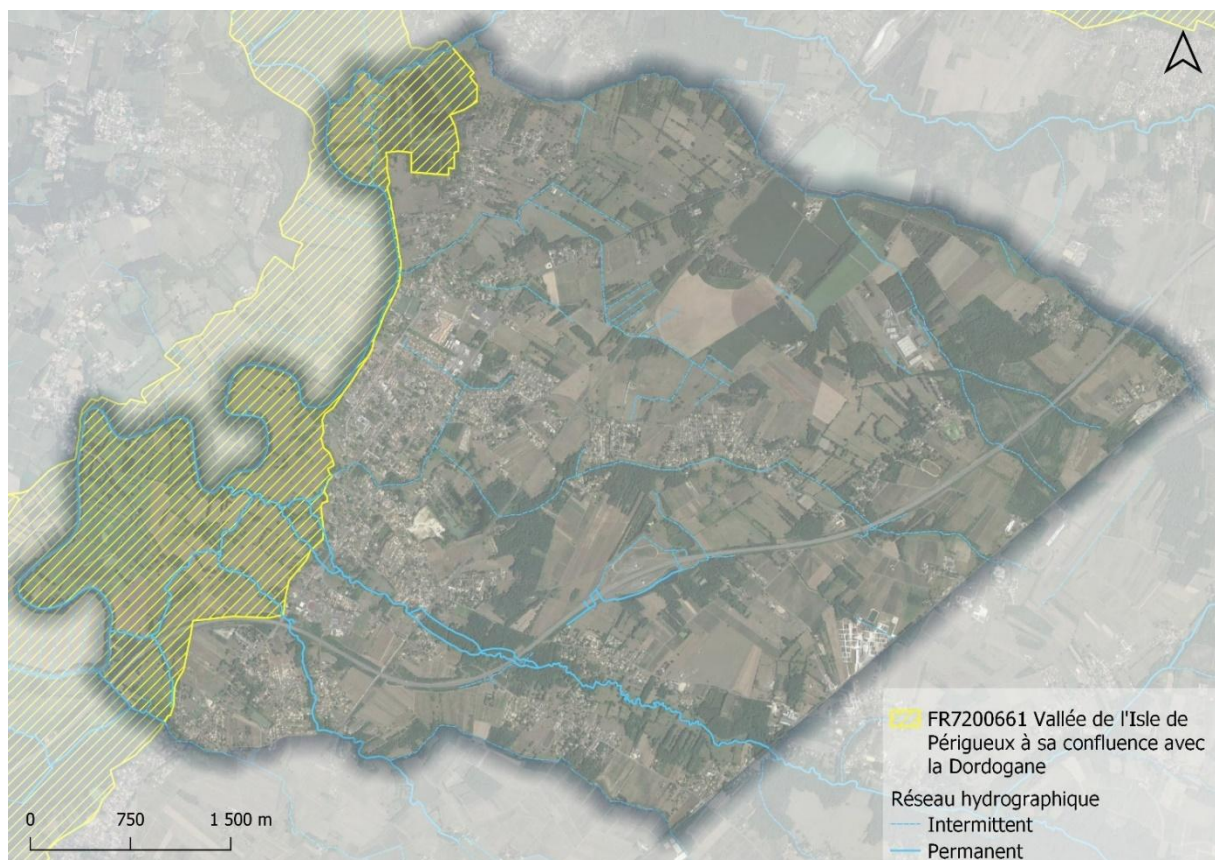 FR7200661 Vallée de l'Isle de
Périgueux à sa confluence avec
la Dordogane
Réseau hydrographique
Intermittent
Permanent
0 750 1 500 m